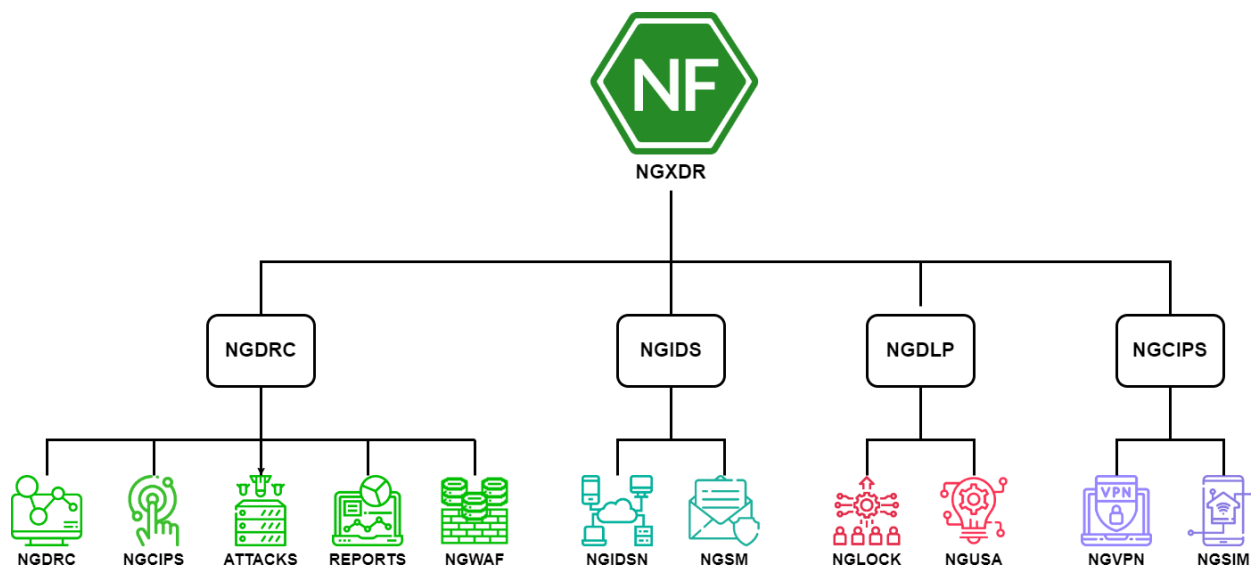 NF
NGXDR
NGDRC
NGIDS
NGDLP
NGCIPS
VPN
NGDRC
NGCIPS
ATTACKS
REPORTS
NGWAF
NGIDSN
NGSM
NGLOCK
NGUSA
NGVPN
NGSIM